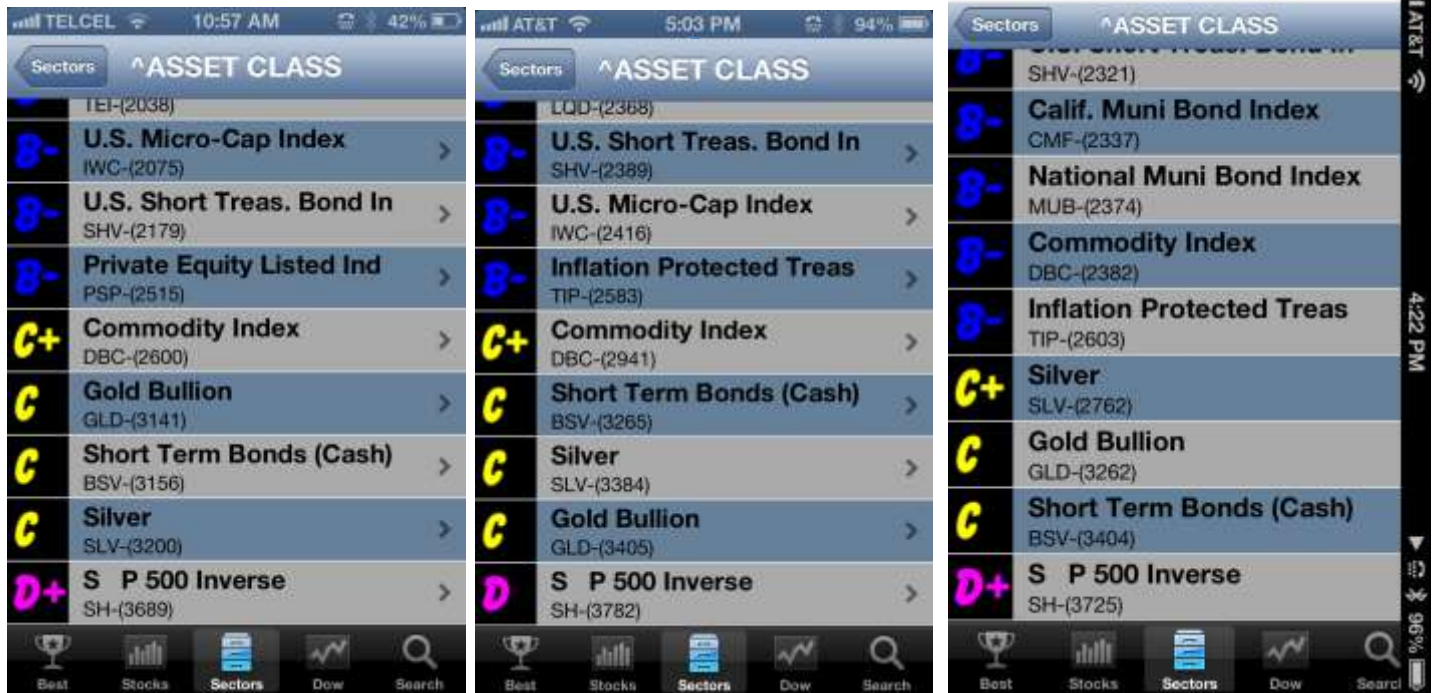 TELCEL 10:57 AM 42%
Sectors ^ASSET CLASS
TEI-(2038)
B- U.S. Micro-Cap Index
IWC-(2075)
B- U.S. Short Treas. Bond In
SHV-(2179)
B- Private Equity Listed Ind
PSP-(2515)
C+ Commodity Index
DBC-(2600)
C Gold Bullion
GLD-(3141)
C Short Term Bonds (Cash)
BSV-(3156)
C Silver
SLV-(3200)
D+ S P 500 Inverse
SH-(3689)
Best Stocks Sectors Dow Search
AT&T 5:03 PM 94%
Sectors ^ASSET CLASS
LQD-(2368)
B- U.S. Short Treas. Bond In
SHV-(2389)
B- U.S. Micro-Cap Index
IWC-(2416)
B- Inflation Protected Treas
TIP-(2583)
C+ Commodity Index
DBC-(2941)
C Short Term Bonds (Cash)
BSV-(3265)
C Silver
SLV-(3384)
C Gold Bullion
GLD-(3405)
D S P 500 Inverse
SH-(3782)
Best Stocks Sectors Dow Search
Sectors ^ASSET CLASS
B- U.S. Short Treas. Bond In
SHV-(2321)
B- Calif. Muni Bond Index
CMF-(2337)
B- National Muni Bond Index
MUB-(2374)
B- Commodity Index
DBC-(2382)
B- Inflation Protected Treas
TIP-(2603)
C+ Silver
SLV-(2762)
C Gold Bullion
GLD-(3262)
C Short Term Bonds (Cash)
BSV-(3404)
D+ S P 500 Inverse
SH-(3725)
Best Stocks Sectors Dow Searcl
AT&T 4:22 PM 96%